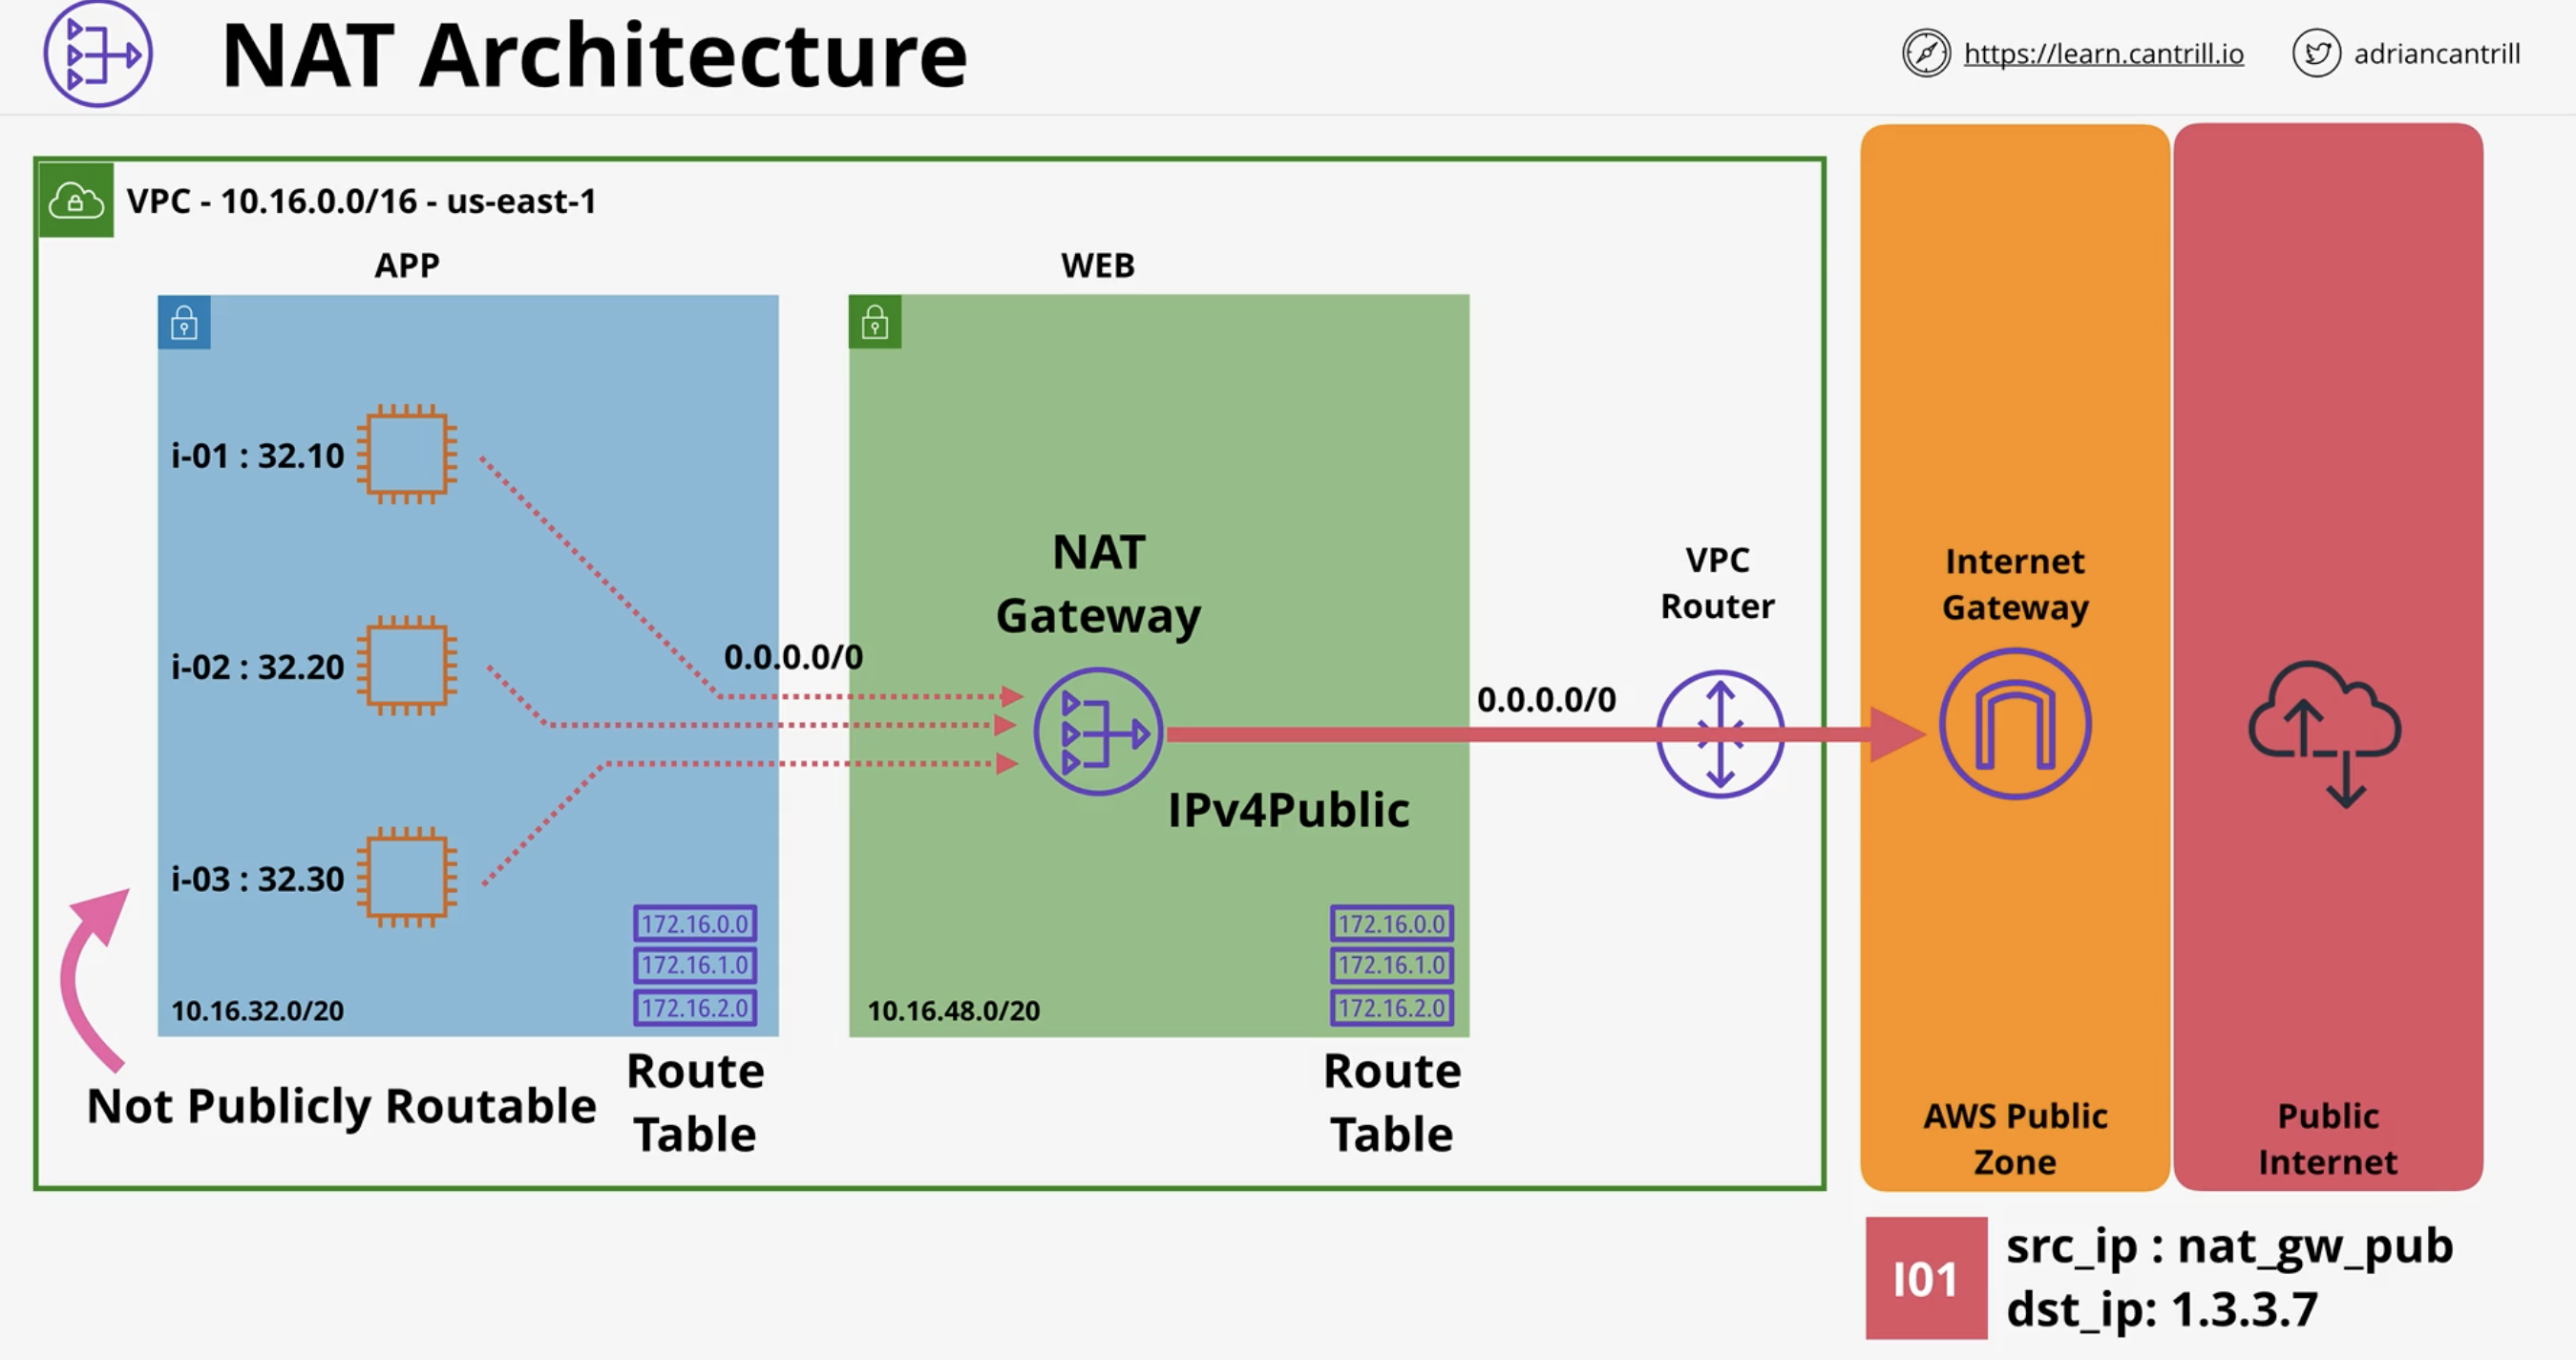 NAT Architecture
https://learn.cantrill.io
adriancantrill
VPC - 10.16.0.0/16 - us-east-1
APP
WEB
i-01 : 32.10
i-02 : 32.20
i-03 : 32.30
0.0.0.0/0
NAT
Gateway
IPv4Public
0.0.0.0/0
VPC
Router
Internet
Gateway
172.16.0.0
172.16.1.0
172.16.2.0
10.16.32.0/20
172.16.0.0
172.16.1.0
172.16.2.0
10.16.48.0/20
Not Publicly Routable
Route
Table
Route
Table
AWS Public
Zone
Public
Internet
I01
src_ip : nat_gw_pub
dst_ip: 1.3.3.7